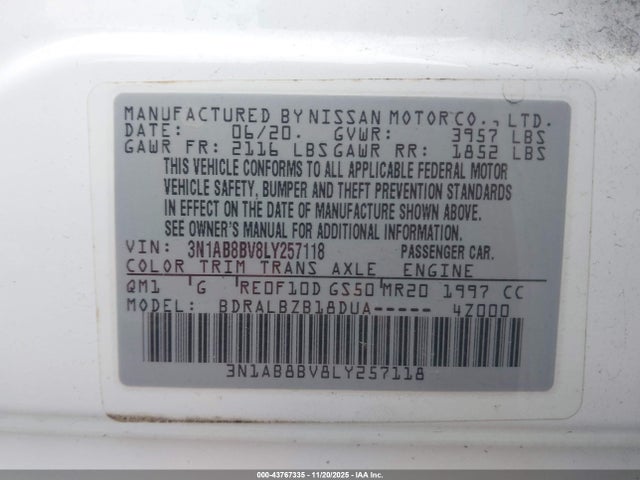 MANUFACTURED BY NISSAN MOTOR CO., LTD.
DATE: 06/20. GVWR: 3957 LBS
GAWR FR: 2116 LBS GAWR RR: 1852 LBS
THIS VEHICLE CONFORMS TO ALL APPLICABLE FEDERAL MOTOR
VEHICLE SAFETY, BUMPER AND THEFT PREVENTION STANDARDS
IN EFFECT ON THE DATE OF MANUFACTURE SHOWN ABOVE.
SEE OWNER'S MANUAL FOR ADDITIONAL INFORMATION.
VIN: 3N1AB8BV8LY257118 PASSENGER CAR.
COLOR TRIM TRANS AXLE ENGINE
QM1 G RE0F10D GS50 MR20 1997 CC
MODEL: BDRALBZB18DUA----- 4Z000
3N1AB8BV8LY257118
000-43767335 - 11/20/2025 - IAAI, Inc.